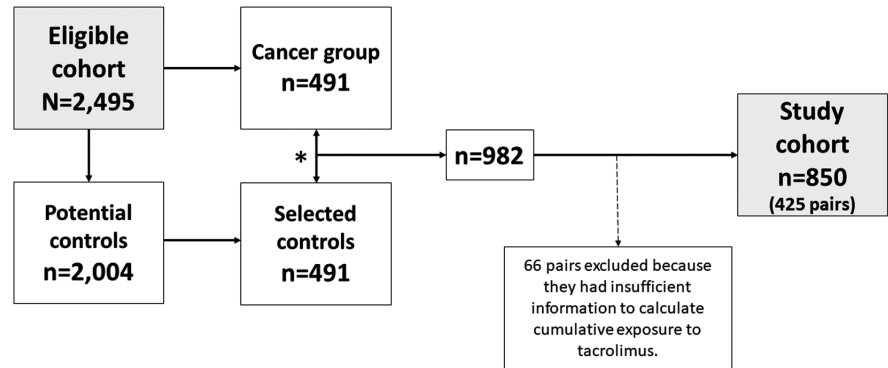 Eligible
cohort
N=2,495
Cancer group
n=491
*
n=982
Study
cohort
n=850
(425 pairs)
Potential
controls
n=2,004
Selected
controls
n=491
66 pairs excluded because
they had insufficient
information to calculate
cumulative exposure to
tacrolimus.